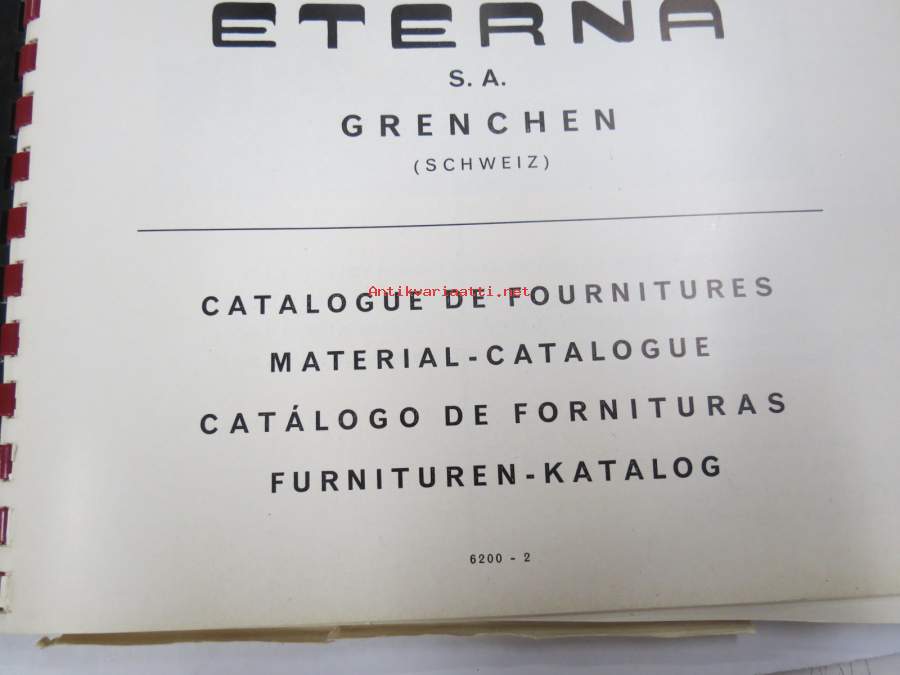 ETERNA
S. A.
GRENCHEN
(SCHWEIZ)
Antikvariaatti.net
CATALOGUE DE FOURNITURES
MATERIAL-CATALOGUE
CATÁLOGO DE FORNITURAS
FURNITUREN-KATALOG
6200 - 2